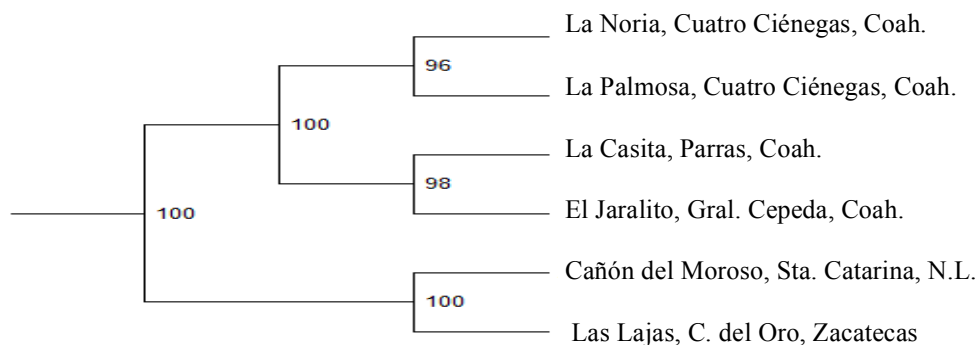 La Noria, Cuatro Ciénegas, Coah.
96
La Palmosa, Cuatro Ciénegas, Coah.
100
La Casita, Parras, Coah.
98
El Jaralito, Gral. Cepeda, Coah.
100
Cañón del Moroso, Sta. Catarina, N.L.
100
Las Lajas, C. del Oro, Zacatecas